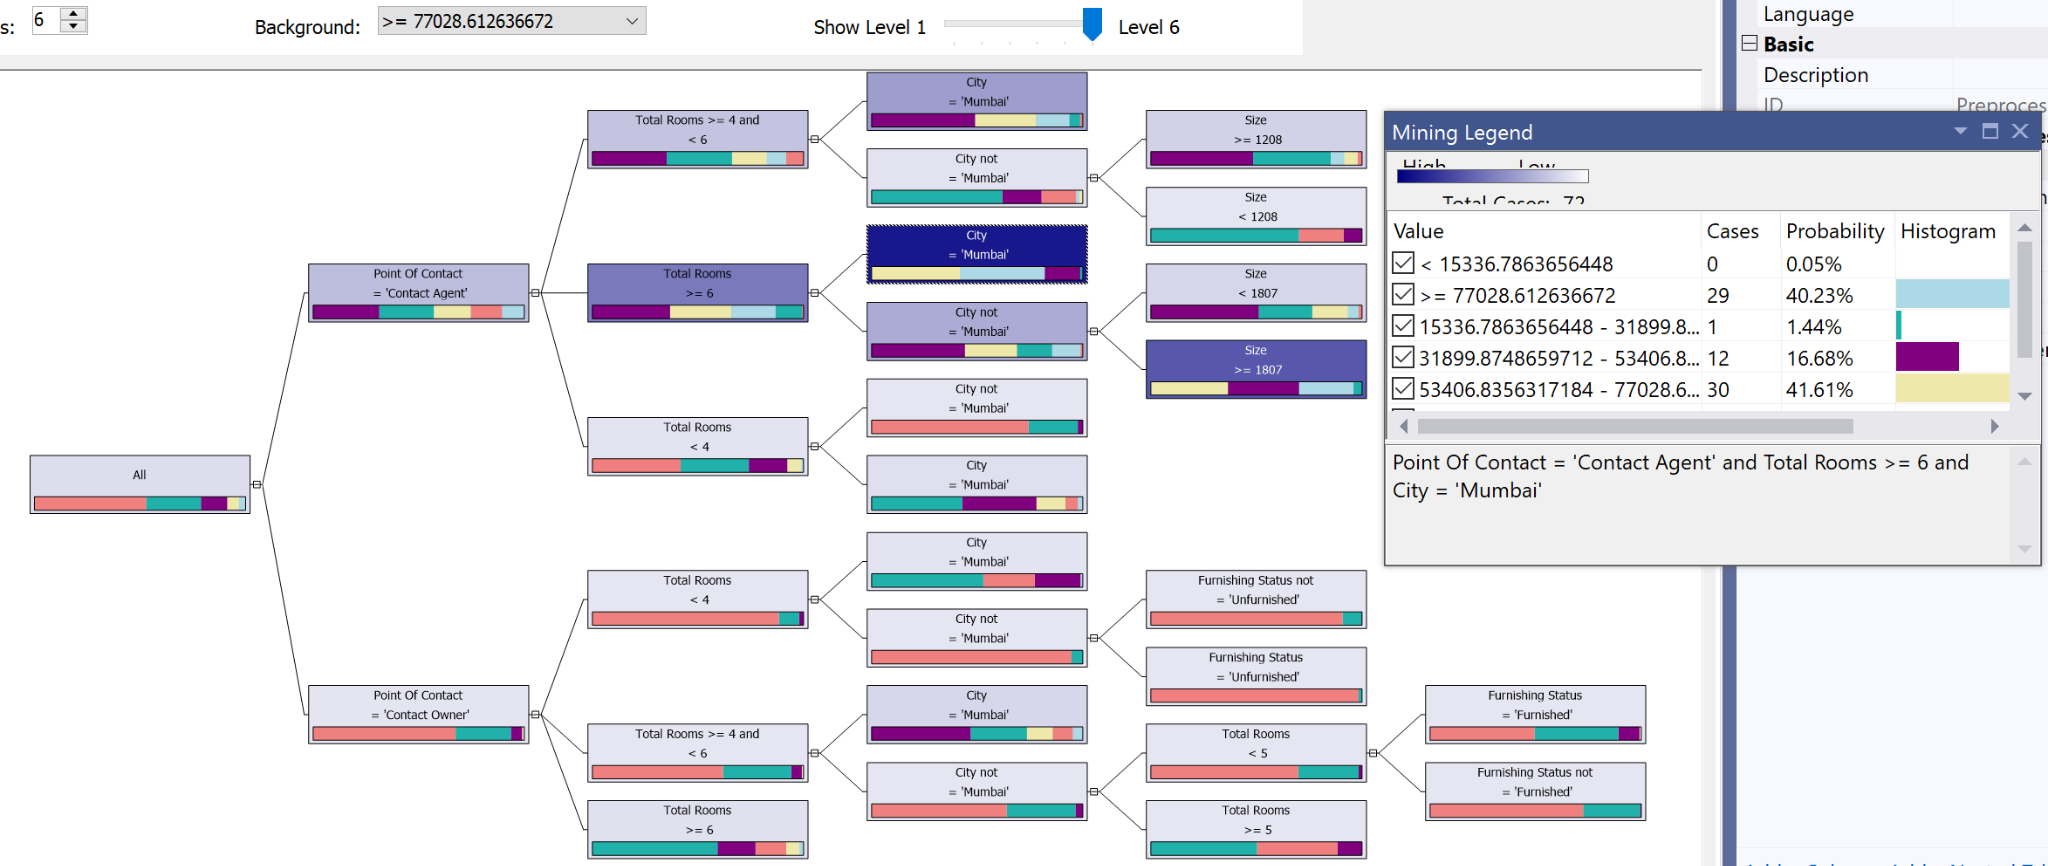 s: 6 Background: >= 77028.612636672 Show Level 1 Level 6
City
= 'Mumbai'
Total Rooms >= 4 and
< 6
City not
= 'Mumbai'
Size
>= 1208
Size
< 1208
Point Of Contact
= 'Contact Agent'
Total Rooms
>= 6
City
= 'Mumbai'
City not
= 'Mumbai'
Size
< 1807
Size
>= 1807
Total Rooms
< 4
City not
= 'Mumbai'
City
= 'Mumbai'
All
Point Of Contact
= 'Contact Owner'
Total Rooms
< 4
City
= 'Mumbai'
City not
= 'Mumbai'
Furnishing Status not
= 'Unfurnished'
Furnishing Status
= 'Unfurnished'
Total Rooms >= 4 and
< 6
City
= 'Mumbai'
City not
= 'Mumbai'
Total Rooms
< 5
Total Rooms
>= 5
Furnishing Status
= 'Furnished'
Furnishing Status not
= 'Furnished'
Total Rooms
>= 6
Language
Basic
Description
ID Preproces
Mining Legend
High Low
Total Cases: 72
Value Cases Probability Histogram
< 15336.7863656448 0 0.05%
>= 77028.612636672 29 40.23%
15336.7863656448 - 31899.8... 1 1.44%
31899.8748659712 - 53406.8... 12 16.68%
53406.8356317184 - 77028.6... 30 41.61%
Point Of Contact = 'Contact Agent' and Total Rooms >= 6 and
City = 'Mumbai'